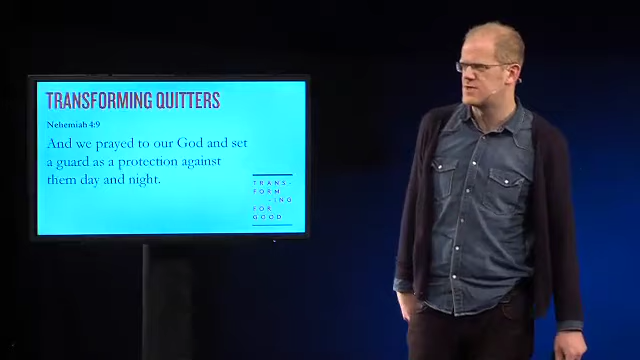 TRANSFORMING QUITTERS
Nehemiah 4:9
And we prayed to our God and set
a guard as a protection against
them day and night.
TRANS-
FORM
-ING
FOR
GOOD